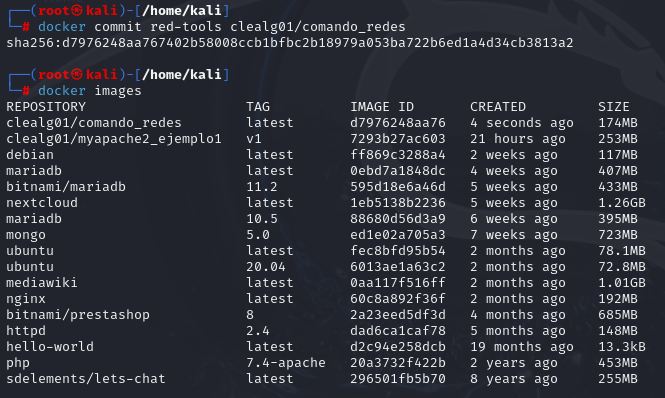 ┌──(root㉿kali)-[/home/kali]
└─# docker commit red-tools clealg01/comando_redes
sha256:d7976248aa767402b58008ccb1bfbc2b18979a053ba722b6ed1a4d34cb3813a2
┌──(root㉿kali)-[/home/kali]
└─# docker images
REPOSITORY TAG IMAGE ID CREATED SIZE
clealg01/comando_redes latest d7976248aa76 4 seconds ago 174MB
clealg01/myapache2_ejemplo1 v1 7293b27ac603 21 hours ago 253MB
debian latest ff869c3288a4 2 weeks ago 117MB
mariadb latest 0ebd7a1848dc 4 weeks ago 407MB
bitnami/mariadb 11.2 595d18e6a46d 5 weeks ago 433MB
nextcloud latest 1eb5138b2236 5 weeks ago 1.26GB
mariadb 10.5 88680d56d3a9 6 weeks ago 395MB
mongo 5.0 ed1e02a705a3 7 weeks ago 723MB
ubuntu latest fec8bfd95b54 2 months ago 78.1MB
ubuntu 20.04 6013ae1a63c2 2 months ago 72.8MB
mediawiki latest 0aa117f516ff 2 months ago 1.01GB
nginx latest 60c8a892f36f 2 months ago 192MB
bitnami/prestashop 8 2a23eed5df3d 4 months ago 685MB
httpd 2.4 dad6ca1caf78 5 months ago 148MB
hello-world latest d2c94e258dcb 19 months ago 13.3kB
php 7.4-apache 20a3732f422b 2 years ago 453MB
sdelements/lets-chat latest 296501fb5b70 8 years ago 255MB